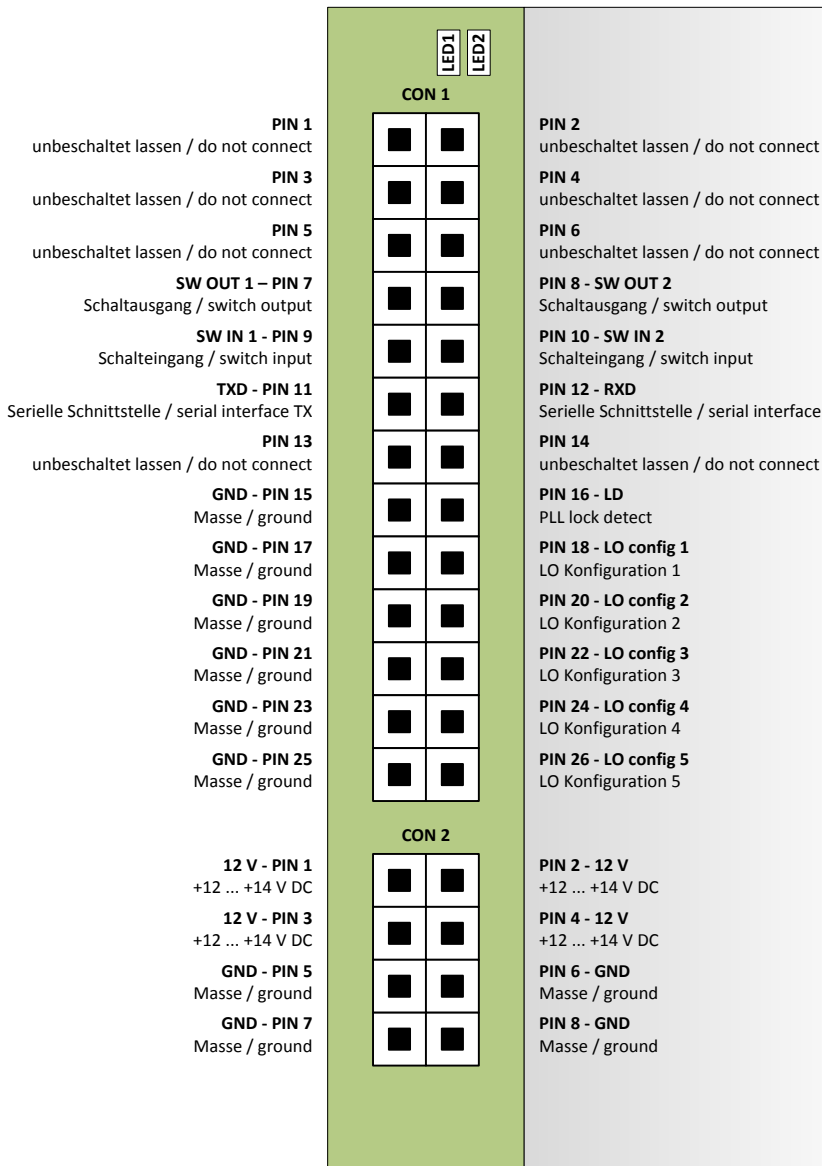 LED1
LED2
CON 1
PIN 1
unbeschaltet lassen / do not connect
PIN 2
unbeschaltet lassen / do not connect
PIN 3
unbeschaltet lassen / do not connect
PIN 4
unbeschaltet lassen / do not connect
PIN 5
unbeschaltet lassen / do not connect
PIN 6
unbeschaltet lassen / do not connect
SW OUT 1 – PIN 7
Schaltausgang / switch output
PIN 8 - SW OUT 2
Schaltausgang / switch output
SW IN 1 - PIN 9
Schalteingang / switch input
PIN 10 - SW IN 2
Schalteingang / switch input
TXD - PIN 11
Serielle Schnittstelle / serial interface TX
PIN 12 - RXD
Serielle Schnittstelle / serial interface
PIN 13
unbeschaltet lassen / do not connect
PIN 14
unbeschaltet lassen / do not connect
GND - PIN 15
Masse / ground
PIN 16 - LD
PLL lock detect
GND - PIN 17
Masse / ground
PIN 18 - LO config 1
LO Konfiguration 1
GND - PIN 19
Masse / ground
PIN 20 - LO config 2
LO Konfiguration 2
GND - PIN 21
Masse / ground
PIN 22 - LO config 3
LO Konfiguration 3
GND - PIN 23
Masse / ground
PIN 24 - LO config 4
LO Konfiguration 4
GND - PIN 25
Masse / ground
PIN 26 - LO config 5
LO Konfiguration 5
CON 2
12 V - PIN 1
+12 ... +14 V DC
PIN 2 - 12 V
+12 ... +14 V DC
12 V - PIN 3
+12 ... +14 V DC
PIN 4 - 12 V
+12 ... +14 V DC
GND - PIN 5
Masse / ground
PIN 6 - GND
Masse / ground
GND - PIN 7
Masse / ground
PIN 8 - GND
Masse / ground